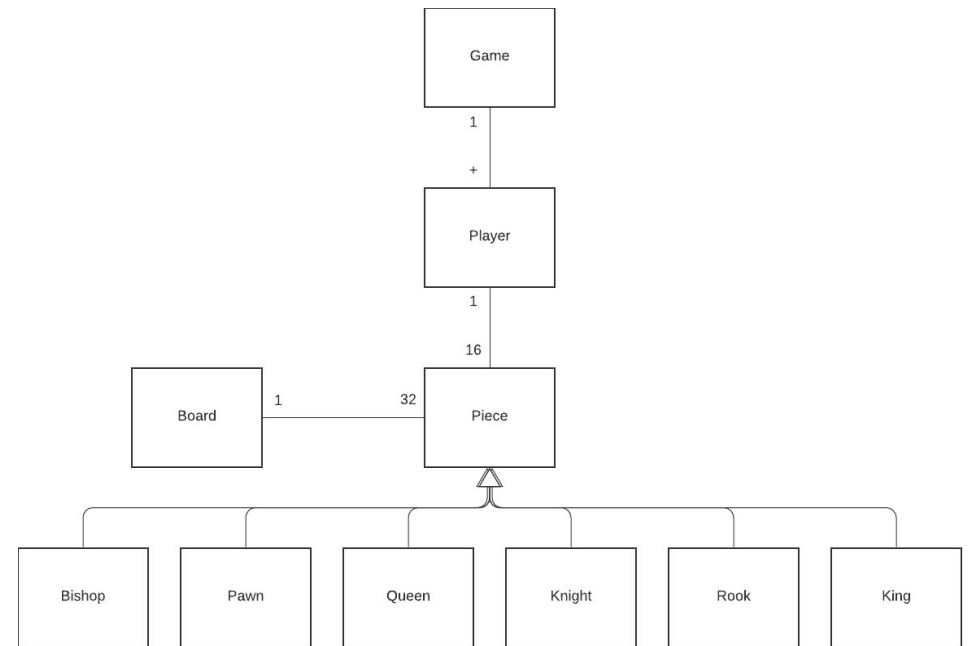 Game
1
+
Player
1
16
Board
1
32
Piece
Bishop
Pawn
Queen
Knight
Rook
King